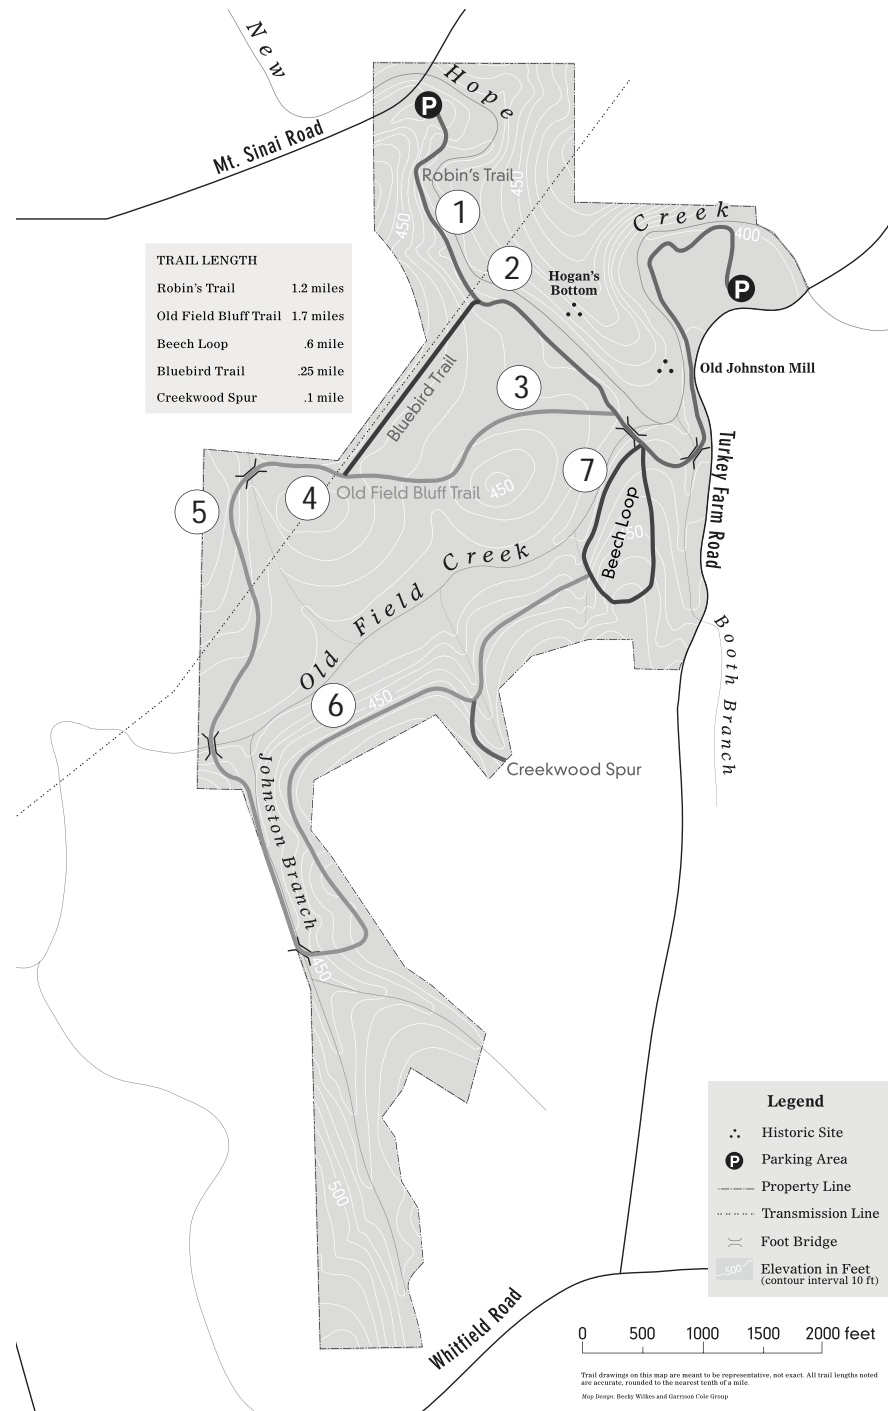 New
Hope
Creek
P
Mt. Sinai Road
Robin's Trail
450
450
1
2
400
P
Hogan's
Bottom
TRAIL LENGTH
Robin's Trail 1.2 miles
Old Field Bluff Trail 1.7 miles
Beech Loop .6 mile
Bluebird Trail .25 mile
Creekwood Spur .1 mile
Old Johnston Mill
Bluebird Trail
3
Turkey Farm Road
7
4
Old Field Bluff Trail
450
5
Beech Loop
50
Old Field Creek
Booth Branch
6
450
Creekwood Spur
Johnston Branch
450
500
Legend
Historic Site
P Parking Area
Property Line
Transmission Line
Foot Bridge
500 Elevation in Feet
(contour interval 10 ft)
Whitfield Road
0 500 1000 1500 2000 feet
Trail drawings on this map are meant to be representative, not exact. All trail lengths noted
are accurate, rounded to the nearest tenth of a mile.
Map Design: Becky Wilkes and Garrison Cole Group